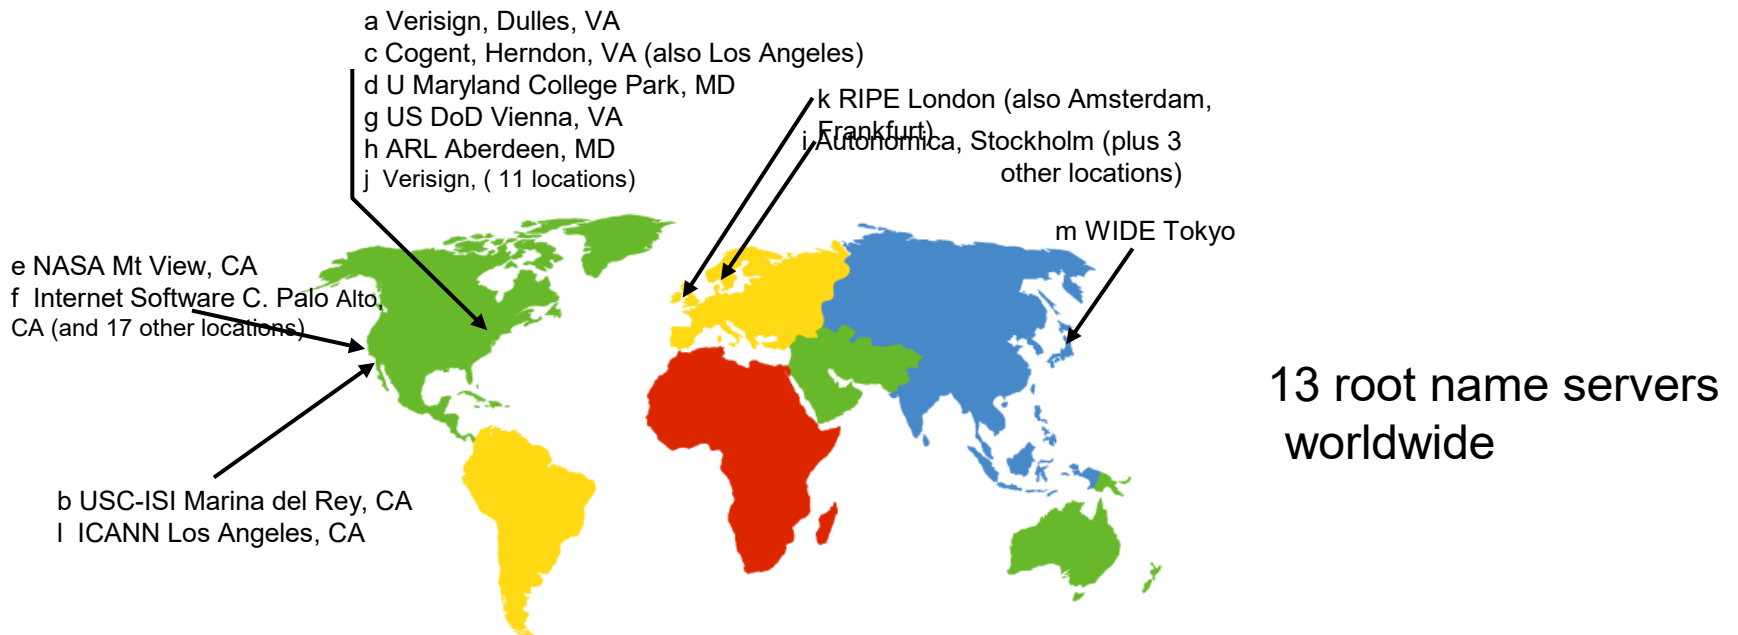 a Verisign, Dulles, VA
c Cogent, Herndon, VA (also Los Angeles)
d U Maryland College Park, MD
g US DoD Vienna, VA
h ARL Aberdeen, MD
j Verisign, ( 11 locations)
k RIPE London (also Amsterdam,
Frankfurt)
i Autonomica, Stockholm (plus 3
other locations)
m WIDE Tokyo
e NASA Mt View, CA
f Internet Software C. Palo Alto,
CA (and 17 other locations)
13 root name servers
worldwide
b USC-ISI Marina del Rey, CA
l ICANN Los Angeles, CA